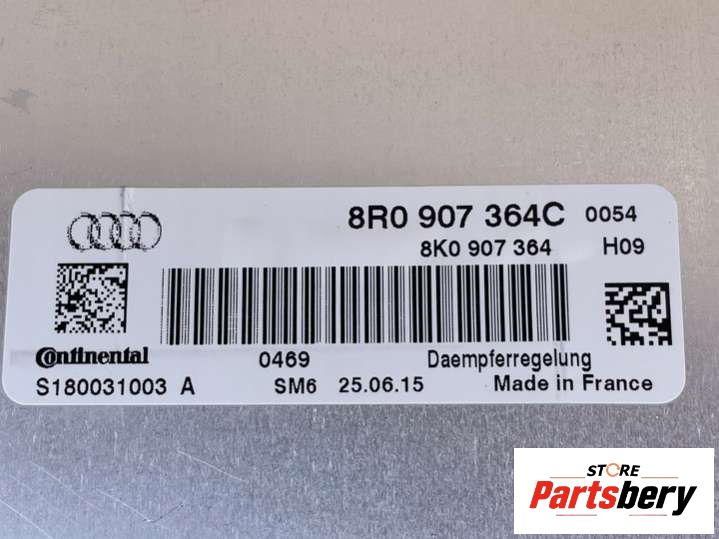 8R0 907 364C 0054
8K0 907 364 H09
Continental 0469 Daempferregelung
S180031003 A SM6 25.06.15 Made in France
STORE
Partsbery